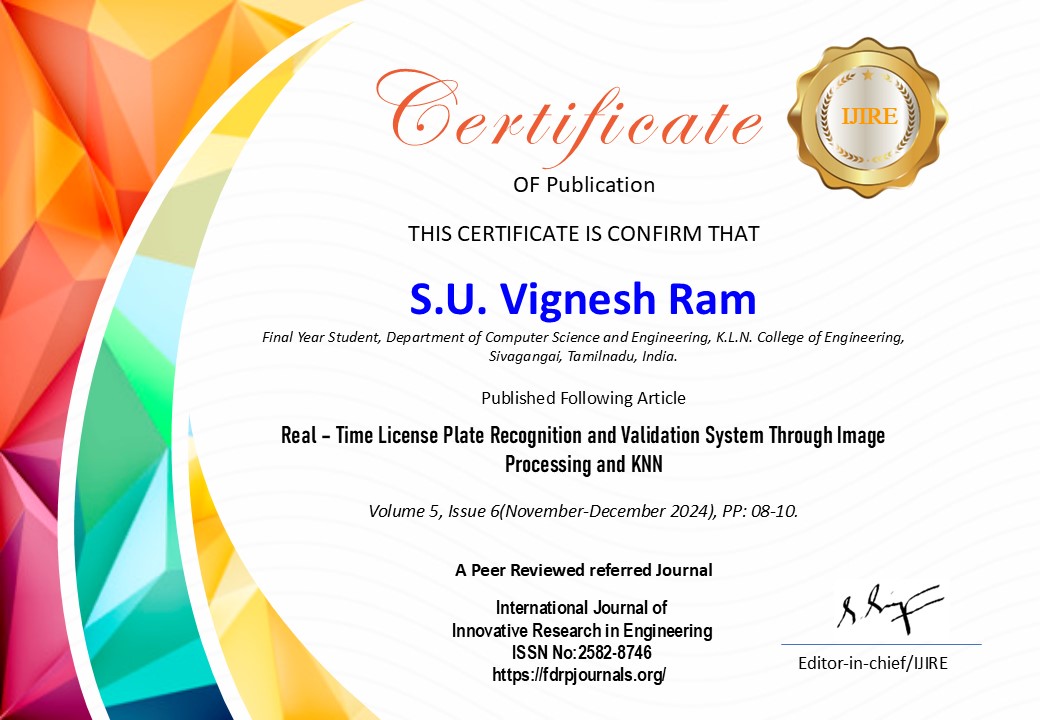 Certificate
IJIRE
OF Publication
THIS CERTIFICATE IS CONFIRM THAT
S.U. Vignesh Ram
Final Year Student, Department of Computer Science and Engineering, K.L.N. College of Engineering,
Sivagangai, Tamilnadu, India.
Published Following Article
Real – Time License Plate Recognition and Validation System Through Image
Processing and KNN
Volume 5, Issue 6(November-December 2024), PP: 08-10.
A Peer Reviewed referred Journal
International Journal of
Innovative Research in Engineering
ISSN No:2582-8746
https://fdrpjournals.org/
Editor-in-chief/IJIRE